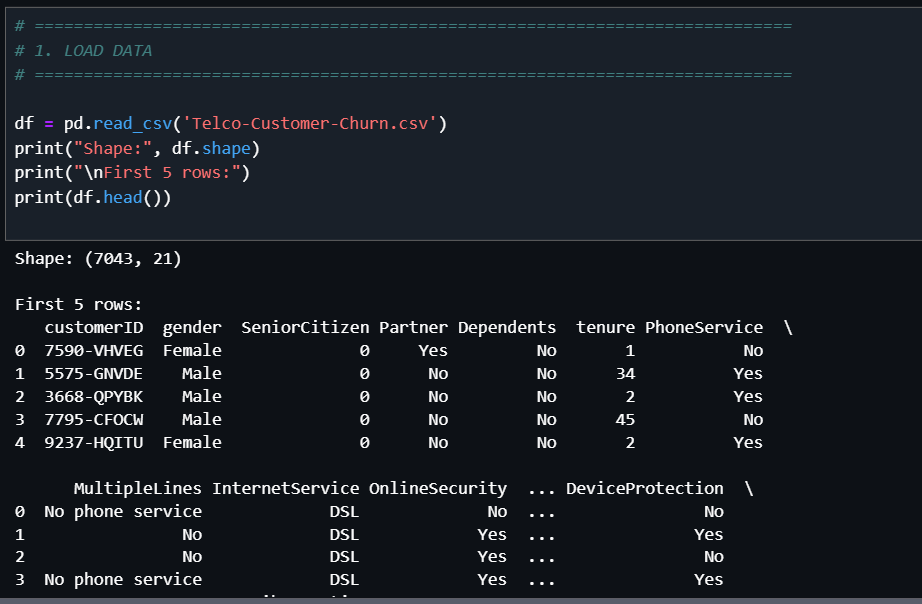 # =============================================================================
# 1. LOAD DATA
# =============================================================================
df = pd.read_csv('Telco-Customer-Churn.csv')
print("Shape:", df.shape)
print("\nFirst 5 rows:")
print(df.head())
Shape: (7043, 21)
First 5 rows:
   customerID  gender  SeniorCitizen Partner Dependents  tenure PhoneService  \
0  7590-VHVEG  Female              0     Yes         No       1           No
1  5575-GNVDE    Male              0      No         No      34          Yes
2  3668-QPYBK    Male              0      No         No       2          Yes
3  7795-CFOCW    Male              0      No         No      45           No
4  9237-HQITU  Female              0      No         No       2          Yes
      MultipleLines InternetService OnlineSecurity  ... DeviceProtection  \
0  No phone service             DSL             No  ...               No
1                No             DSL            Yes  ...              Yes
2                No             DSL            Yes  ...               No
3  No phone service             DSL            Yes  ...              Yes